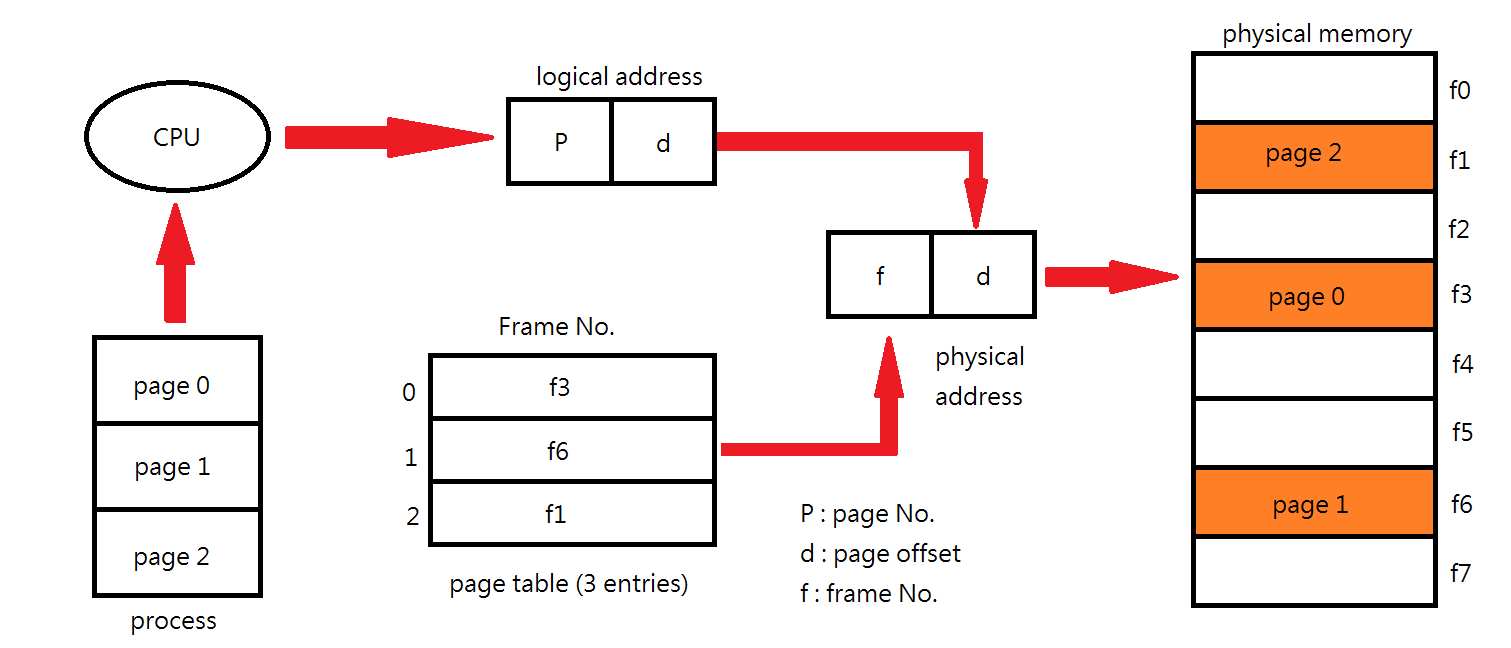 physical memory
logical address
CPU
P
d
f0
page 2
f1
f2
f
d
page 0
f3
Frame No.
physical
address
f4
page 0
0
f3
f5
page 1
1
f6
page 1
f6
2
f1
P : page No.
page 2
d : page offset
f7
page table (3 entries)
f : frame No.
process